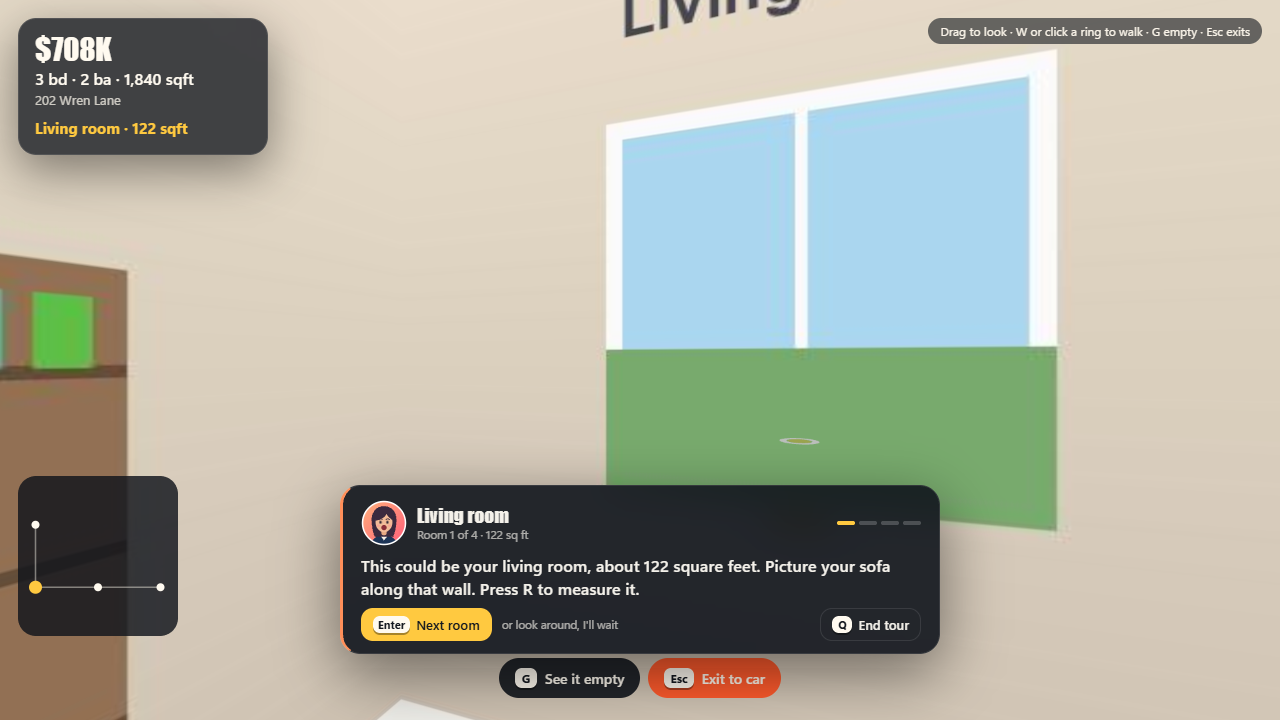 Living
$708K
3 bd · 2 ba · 1,840 sqft
202 Wren Lane
Living room · 122 sqft
Drag to look · W or click a ring to walk · G empty · Esc exits
Living room
Room 1 of 4 · 122 sq ft
This could be your living room, about 122 square feet. Picture your sofa
along that wall. Press R to measure it.
Enter Next room
or look around, I'll wait
Q End tour
G See it empty
Esc Exit to car